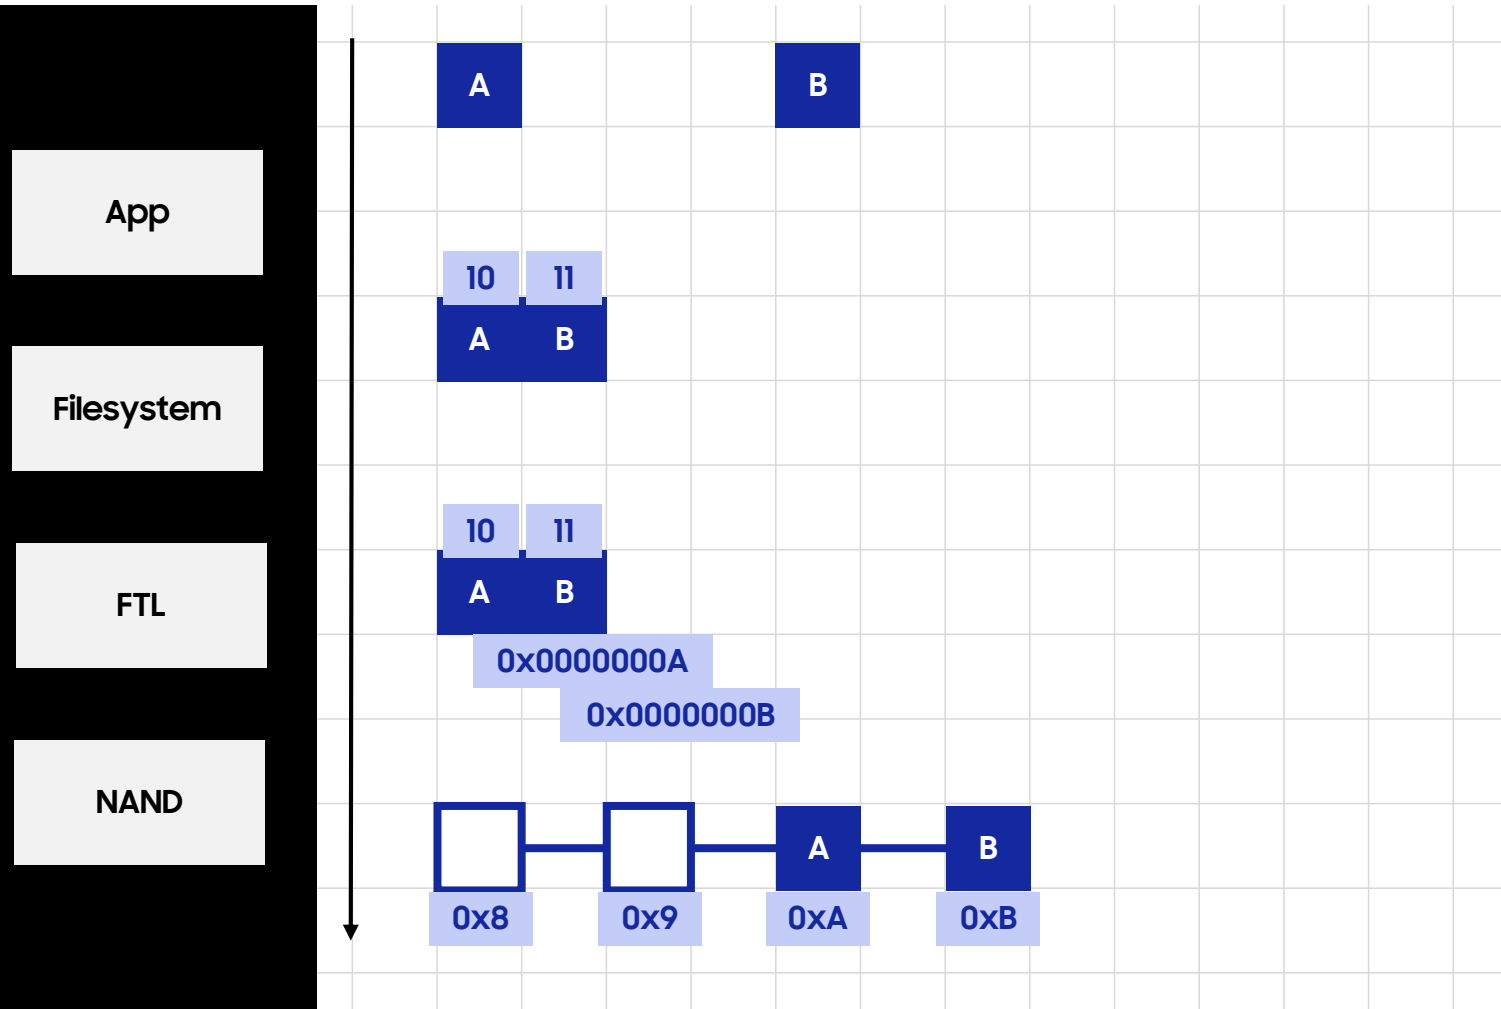 A B
App
10 11
A B
Filesystem
10 11
A B
FTL
0x0000000A
0x0000000B
NAND
A B
0x8 0x9 0xA 0xB